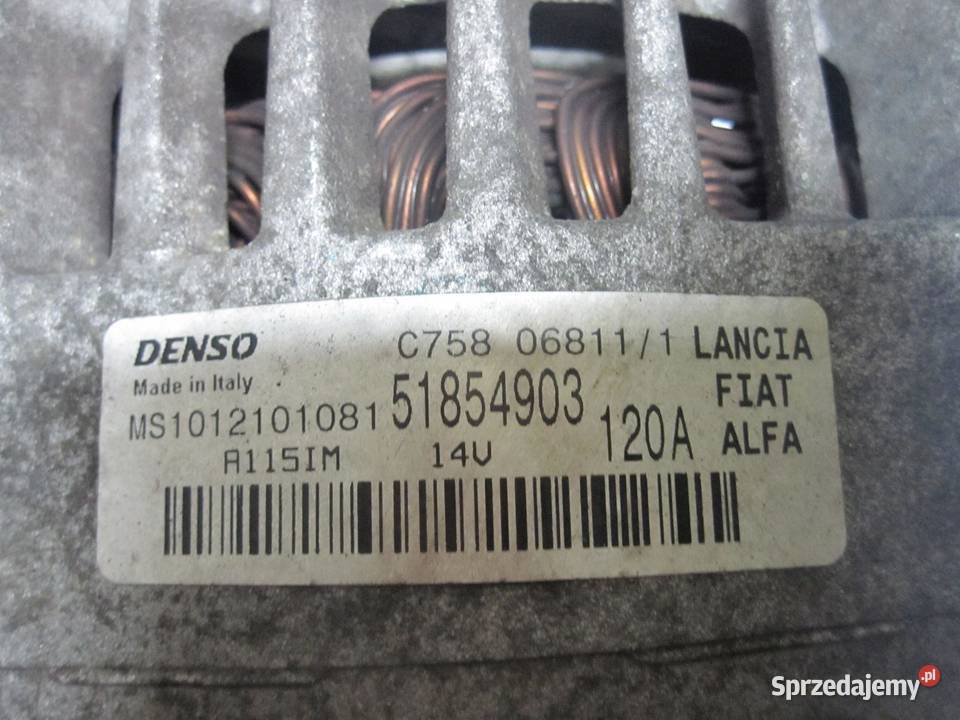 DENSO C758 06811/1 LANCIA
Made in Italy 51854903 FIAT
MS1012101081 120A ALFA
A115IM 14V
Sprzedajemy.pl